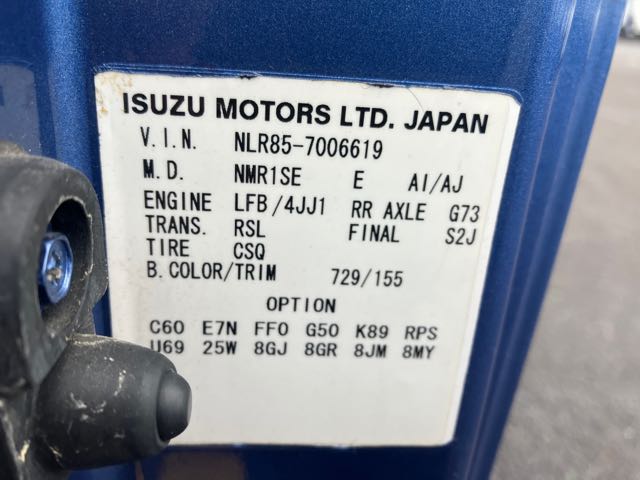 ISUZU MOTORS LTD. JAPAN
V.I.N. NLR85-7006619
M.D. NMR1SE E AI/AJ
ENGINE LFB/4JJ1 RR AXLE G73
TRANS. RSL FINAL S2J
TIRE CSQ
B.COLOR/TRIM 729/155
OPTION
C60 E7N FF0 G50 K89 RPS
U69 25W 8GJ 8GR 8JM 8MY